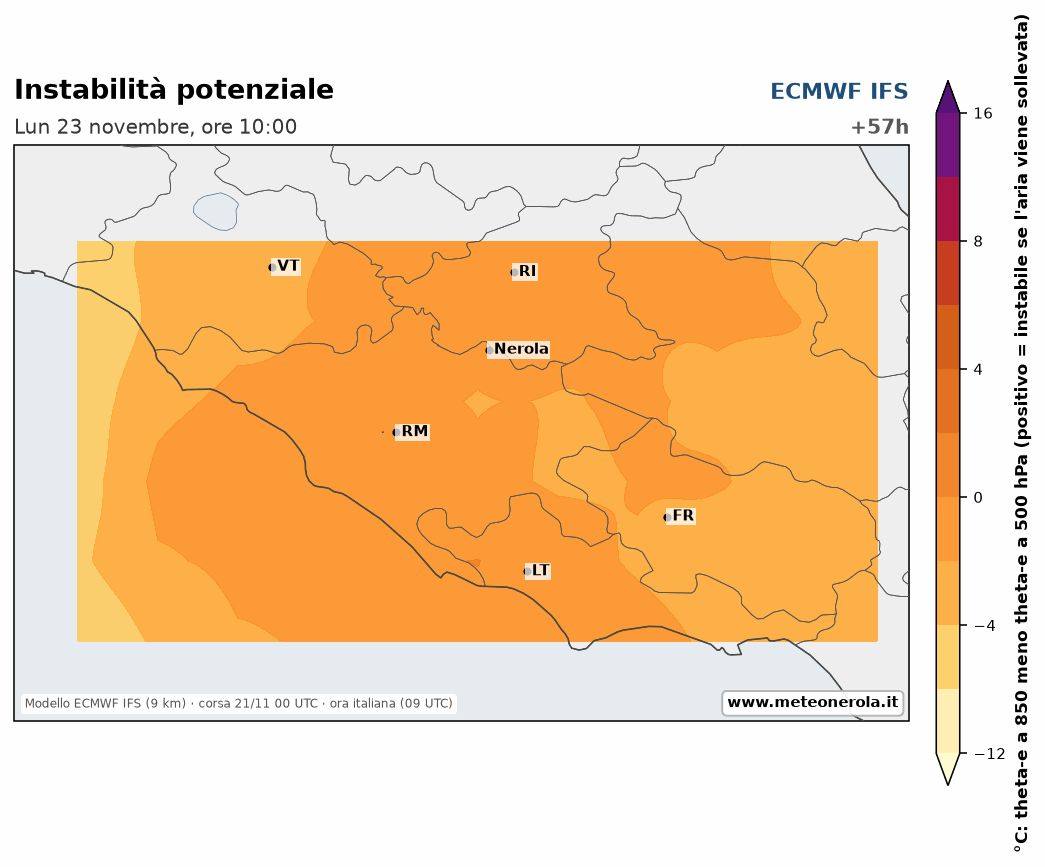 Instabilità potenziale
ECMWF IFS
Lun 23 novembre, ore 10:00
+57h
VT
RI
Nerola
RM
FR
LT
Modello ECMWF IFS (9 km) · corsa 21/11 00 UTC · ora italiana (09 UTC)
www.meteonerola.it
16
8
4
0
−4
−12
°C: theta-e a 850 meno theta-e a 500 hPa (positivo = instabile se l'aria viene sollevata)